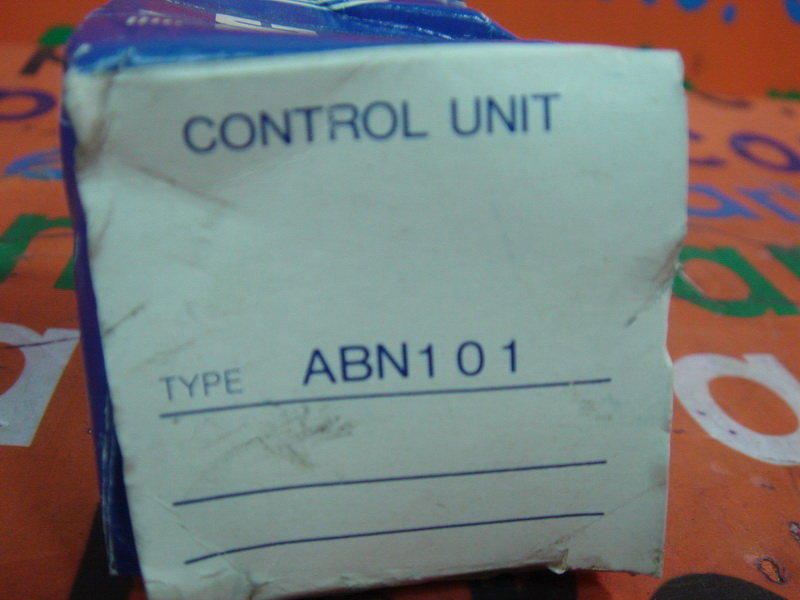 CONTROL UNIT
TYPE ABN101